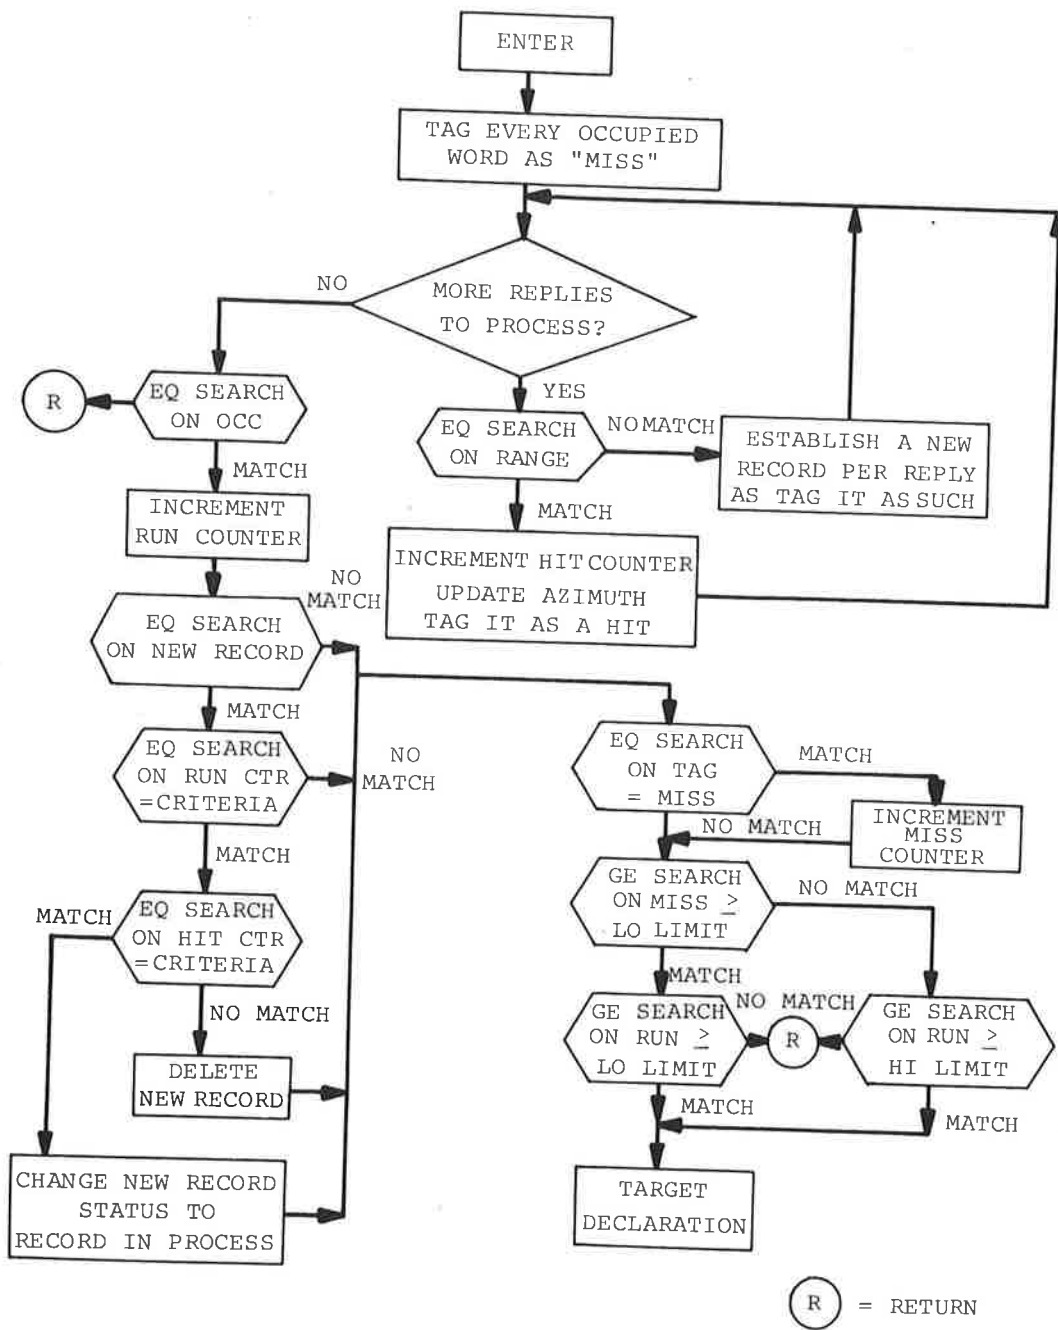 ENTER
TAG EVERY OCCUPIED
WORD AS "MISS"
NO
MORE REPLIES
TO PROCESS?
YES
R
EQ SEARCH
ON OCC
MATCH
EQ SEARCH
ON RANGE
NO MATCH
ESTABLISH A NEW
RECORD PER REPLY
AS TAG IT AS SUCH
MATCH
INCREMENT
RUN COUNTER
INCREMENT HIT COUNTER
UPDATE AZIMUTH
TAG IT AS A HIT
NO
MATCH
EQ SEARCH
ON NEW RECORD
MATCH
EQ SEARCH
ON RUN CTR
=CRITERIA
NO
MATCH
MATCH
EQ SEARCH
ON HIT CTR
=CRITERIA
MATCH
NO MATCH
DELETE
NEW RECORD
CHANGE NEW RECORD
STATUS TO
RECORD IN PROCESS
EQ SEARCH
ON TAG
= MISS
MATCH
NO MATCH
INCREMENT
MISS
COUNTER
GE SEARCH
ON MISS ≥
LO LIMIT
NO MATCH
MATCH
GE SEARCH
ON RUN ≥
LO LIMIT
NO MATCH
R
GE SEARCH
ON RUN ≥
HI LIMIT
MATCH
MATCH
TARGET
DECLARATION
R = RETURN